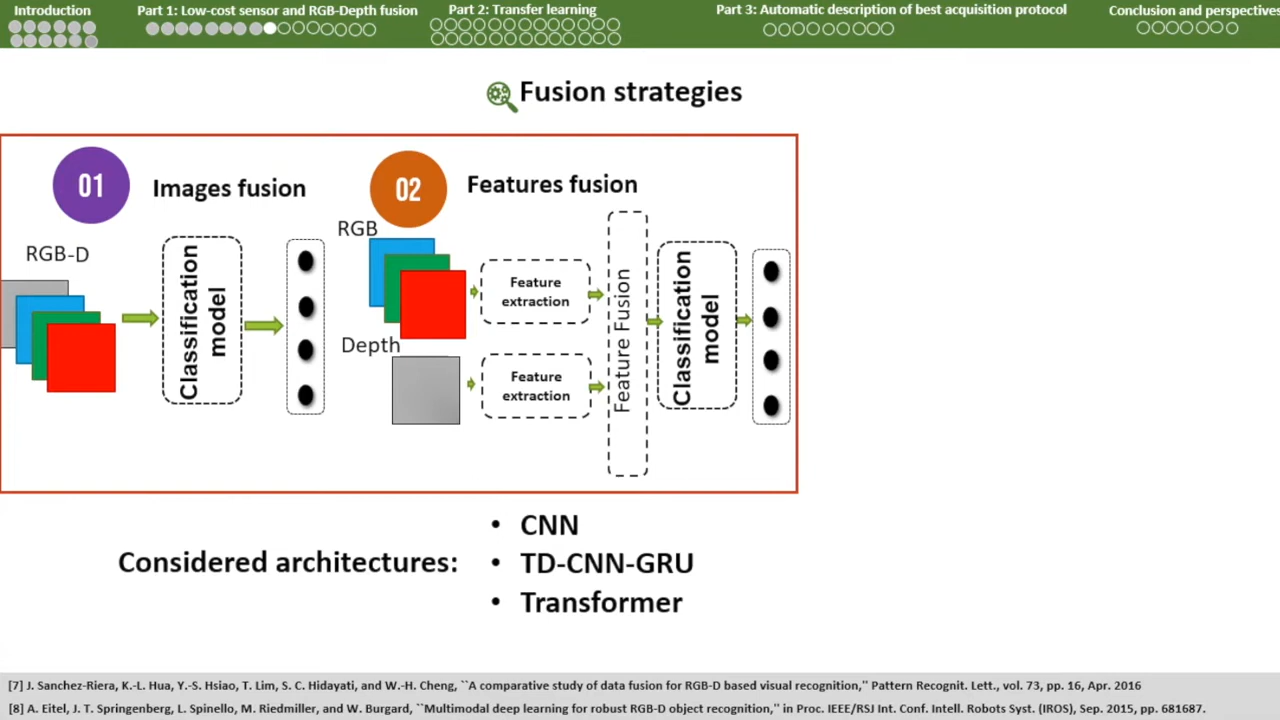 Introduction
Part 1: Low-cost sensor and RGB-Depth fusion
Part 2: Transfer learning
Part 3: Automatic description of best acquisition protocol
Conclusion and perspectives
Fusion strategies
01
Images fusion
RGB-D
Classification
model
02
Features fusion
RGB
Feature
extraction
Depth
Feature
extraction
Feature Fusion
Classification
model
Considered architectures:
• CNN
• TD-CNN-GRU
• Transformer
[7] J. Sanchez-Riera, K.-L. Hua, Y.-S. Hsiao, T. Lim, S. C. Hidayati, and W.-H. Cheng, ``A comparative study of data fusion for RGB-D based visual recognition,'' Pattern Recognit. Lett., vol. 73, pp. 16, Apr. 2016
[8] A. Eitel, J. T. Springenberg, L. Spinello, M. Riedmiller, and W. Burgard, ``Multimodal deep learning for robust RGB-D object recognition,'' in Proc. IEEE/RSJ Int. Conf. Intell. Robots Syst. (IROS), Sep. 2015, pp. 681687.